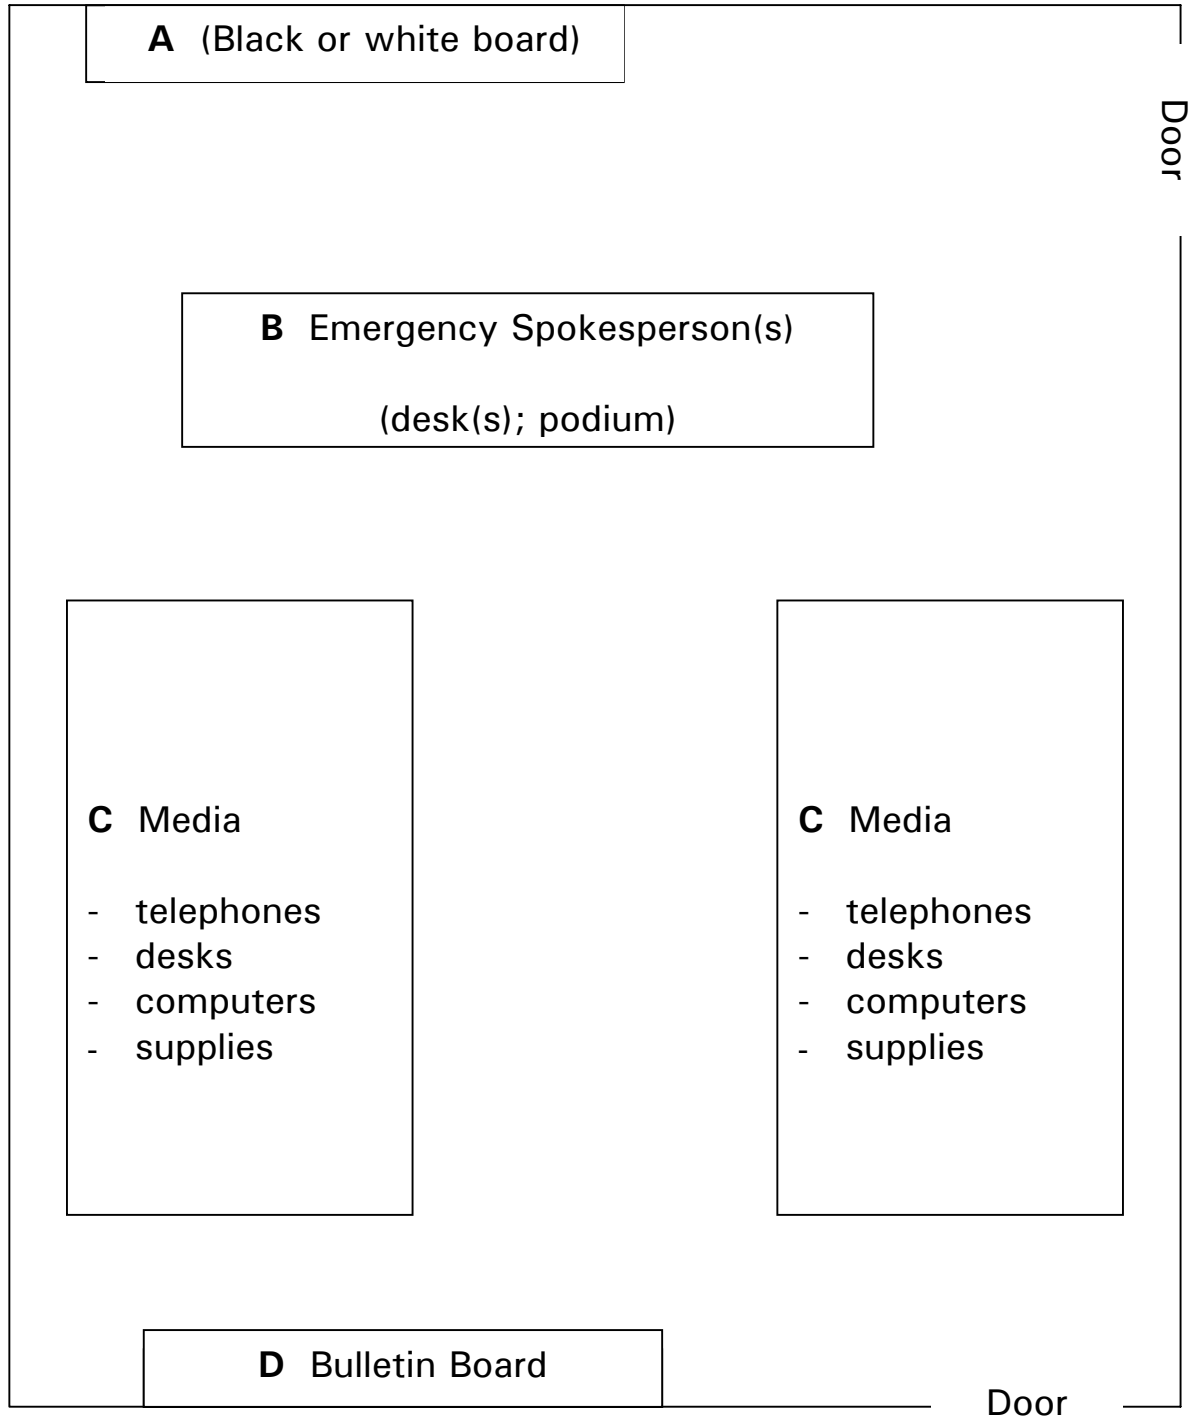 A (Black or white board)
Door
B Emergency Spokesperson(s)
(desk(s); podium)
C Media
- telephones
- desks
- computers
- supplies
C Media
- telephones
- desks
- computers
- supplies
D Bulletin Board
Door